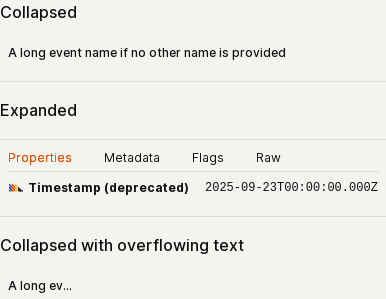 Collapsed
A long event name if no other name is provided
Expanded
Properties Metadata Flags Raw
Timestamp (deprecated) 2025-09-23T00:00:00.000Z
Collapsed with overflowing text
A long ev...